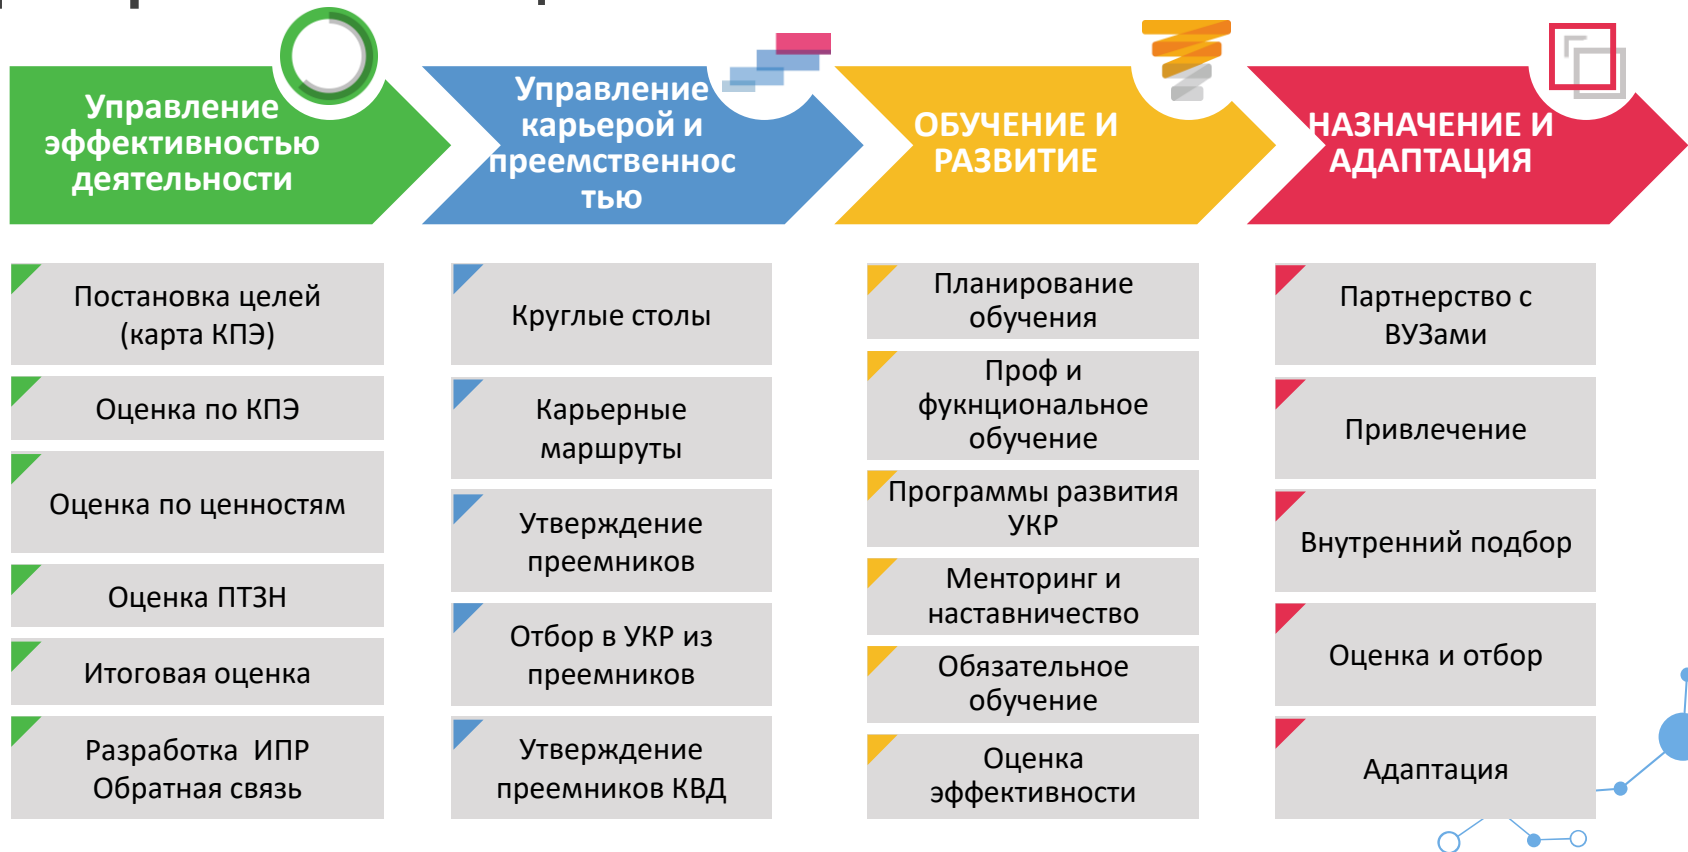 Управление
эффективностью
деятельности
Управление
карьерой и
преемственнос
тью
ОБУЧЕНИЕ И
РАЗВИТИЕ
НАЗНАЧЕНИЕ И
АДАПТАЦИЯ
Постановка целей
(карта КПЭ)
Оценка по КПЭ
Оценка по ценностям
Оценка ПТЗН
Итоговая оценка
Разработка  ИПР
Обратная связь
Круглые столы
Карьерные
маршруты
Утверждение
преемников
Отбор в УКР из
преемников
Утверждение
преемников КВД
Планирование
обучения
Проф и
фукнциональное
обучение
Программы развития
УКР
Менторинг и
наставничество
Обязательное
обучение
Оценка
эффективности
Партнерство с
ВУЗами
Привлечение
Внутренний подбор
Оценка и отбор
Адаптация